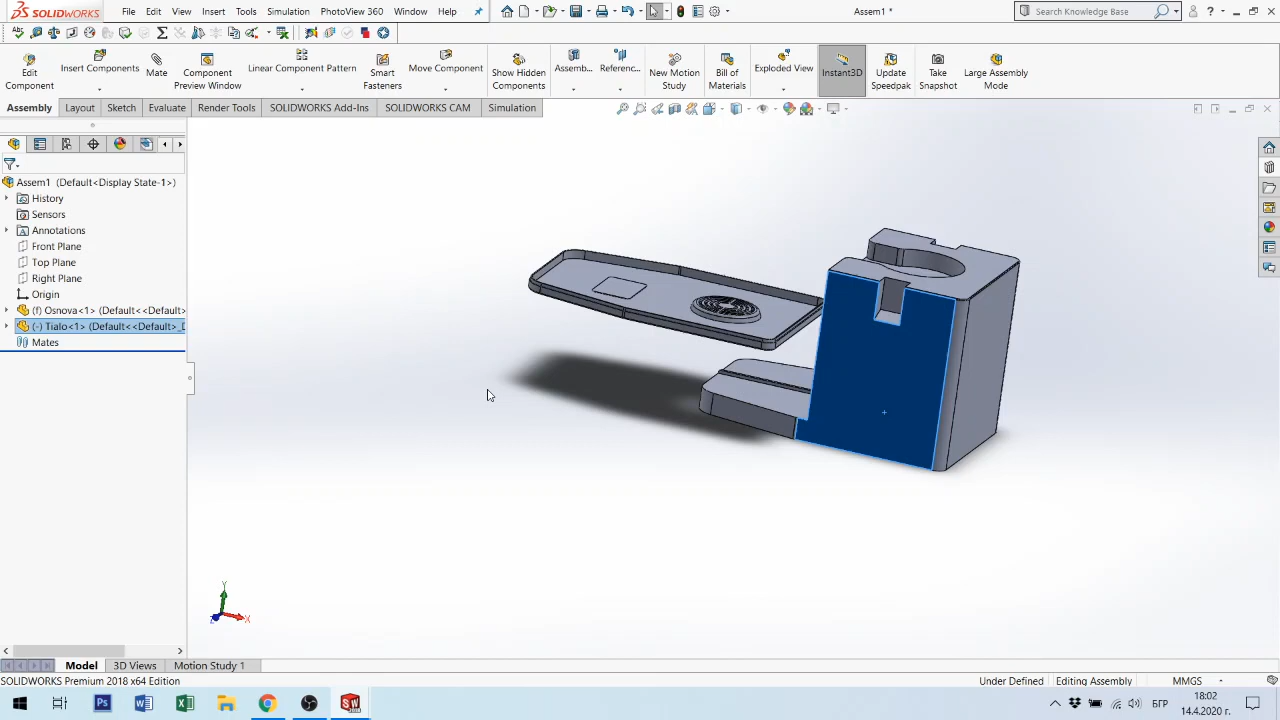 SOLIDWORKS File Edit View Insert Tools Simulation PhotoView 360 Window Help Assem1 * Search Knowledge Base ?
Edit Component Insert Components Mate Component Preview Window Linear Component Pattern Smart Fasteners Move Component Show Hidden Components Assemb... Referenc... New Motion Study Bill of Materials Exploded View Instant3D Update Speedpak Take Snapshot Large Assembly Mode
Assembly Layout Sketch Evaluate Render Tools SOLIDWORKS Add-Ins SOLIDWORKS CAM Simulation
Assem1 (Default<Display State-1>)
History
Sensors
Annotations
Front Plane
Top Plane
Right Plane
Origin
(f) Osnova<1> (Default<<Default>
(-) Tialo<1> (Default<<Default>_D
Mates
Y
X
Z
Model 3D Views Motion Study 1
SOLIDWORKS Premium 2018 x64 Edition Under Defined Editing Assembly MMGS
Ps БГР 18:02
14.4.2020 г.